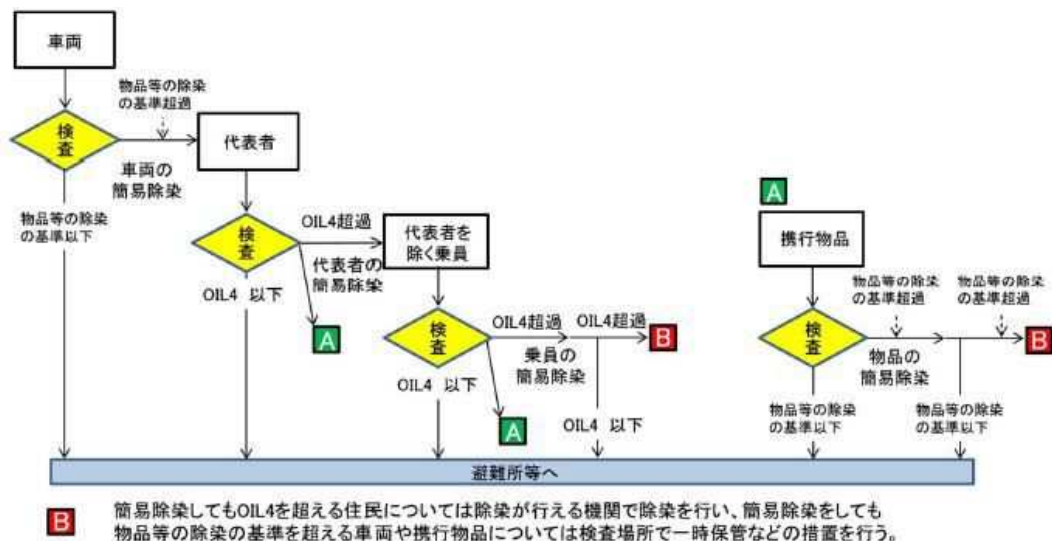 車両
物品等の除染
の基準超過
検
査
車両の
簡易除染
物品等の除染
の基準以下
代表者
検
査
OIL4超過
代表者の
簡易除染
OIL4 以下
A
代表者を
除く乗員
検
査
OIL4超過
OIL4超過
乗員の
簡易除染
B
OIL4 以下
A
OIL4 以下
A
携行物品
物品等の除染
の基準超過
物品等の除染
の基準超過
検
査
物品の
簡易除染
B
物品等の除染
の基準以下
物品等の除染
の基準以下
避難所等へ
B
簡易除染してもOIL4を超える住民については除染が行える機関で除染を行い、簡易除染をしても
物品等の除染の基準を超える車両や携行物品については検査場所で一時保管などの措置を行う。